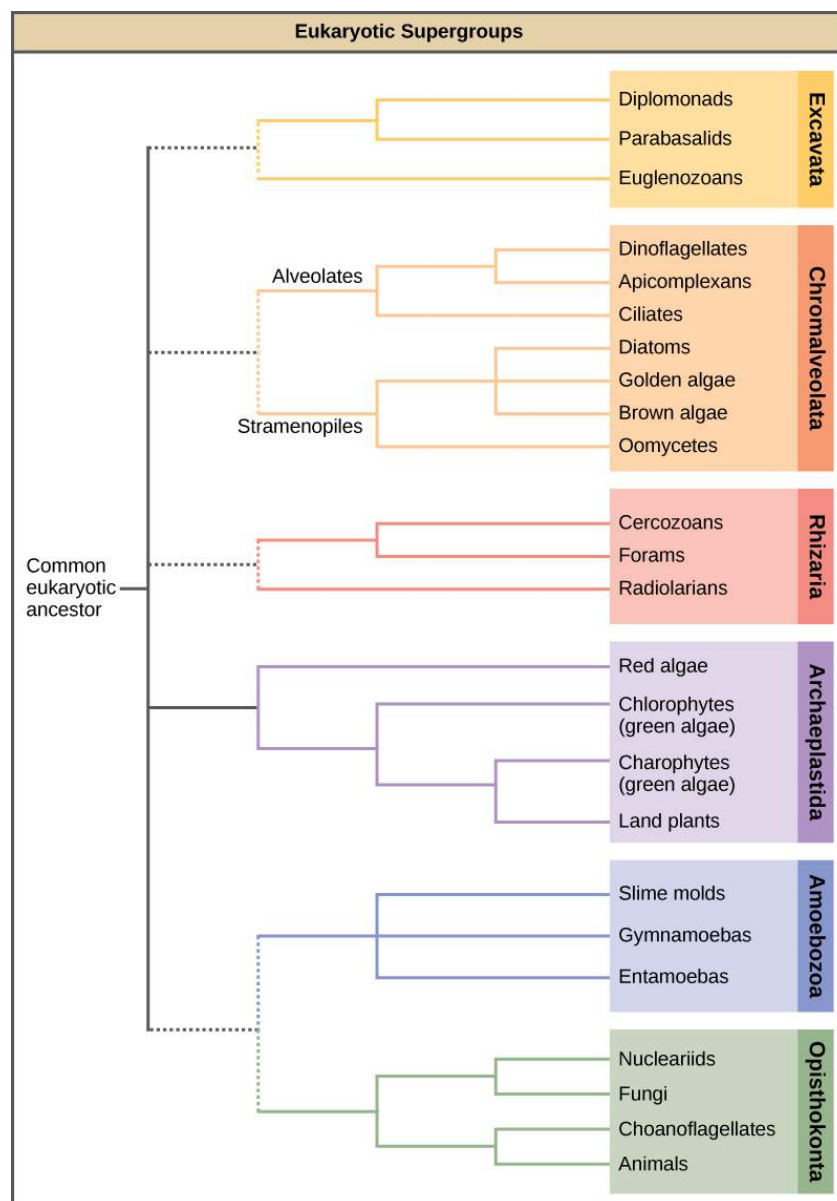 Eukaryotic Supergroups
Diplomonads
Parabasalids
Euglenozoans
Excavata
Alveolates
Dinoflagellates
Apicomplexans
Ciliates
Stramenopiles
Diatoms
Golden algae
Brown algae
Oomycetes
Chromalveolata
Cercozoans
Forams
Radiolarians
Rhizaria
Common
eukaryotic
ancestor
Red algae
Chlorophytes
(green algae)
Charophytes
(green algae)
Land plants
Archaeplastida
Slime molds
Gymnamoebas
Entamoebas
Amoebozoa
Nucleariids
Fungi
Choanoflagellates
Animals
Opisthokonta